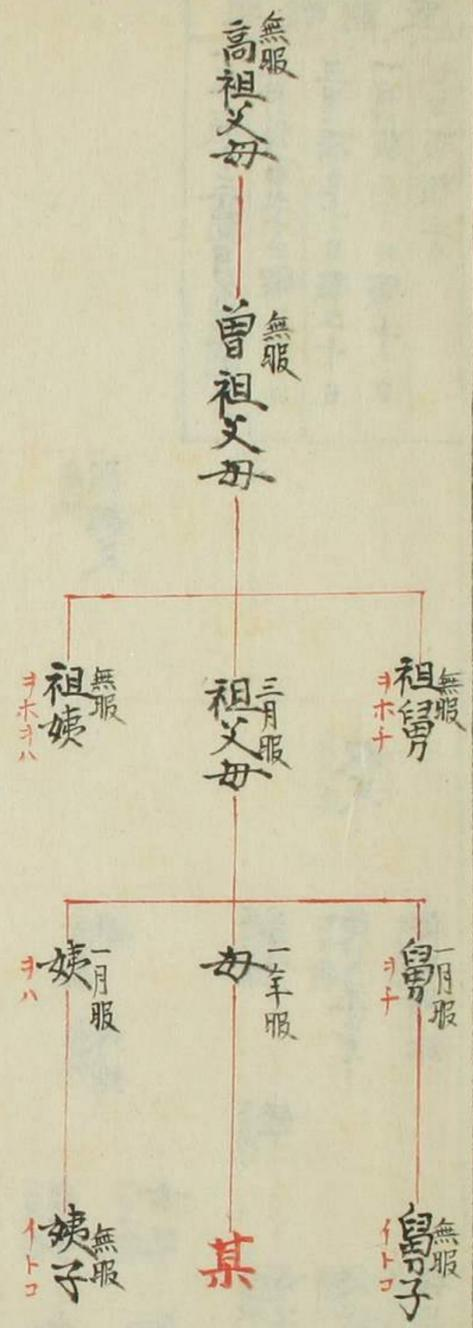 無服
高祖父母
無服
曽祖父母
無服
祖舅
ヲホチ
三月服
祖父母
無服
祖姨
ヲホヲハ
一月服
舅
ヲチ
一年服
母
一月服
姨
ヲハ
無服
舅子
イトコ
某
無服
姨子
イトコ